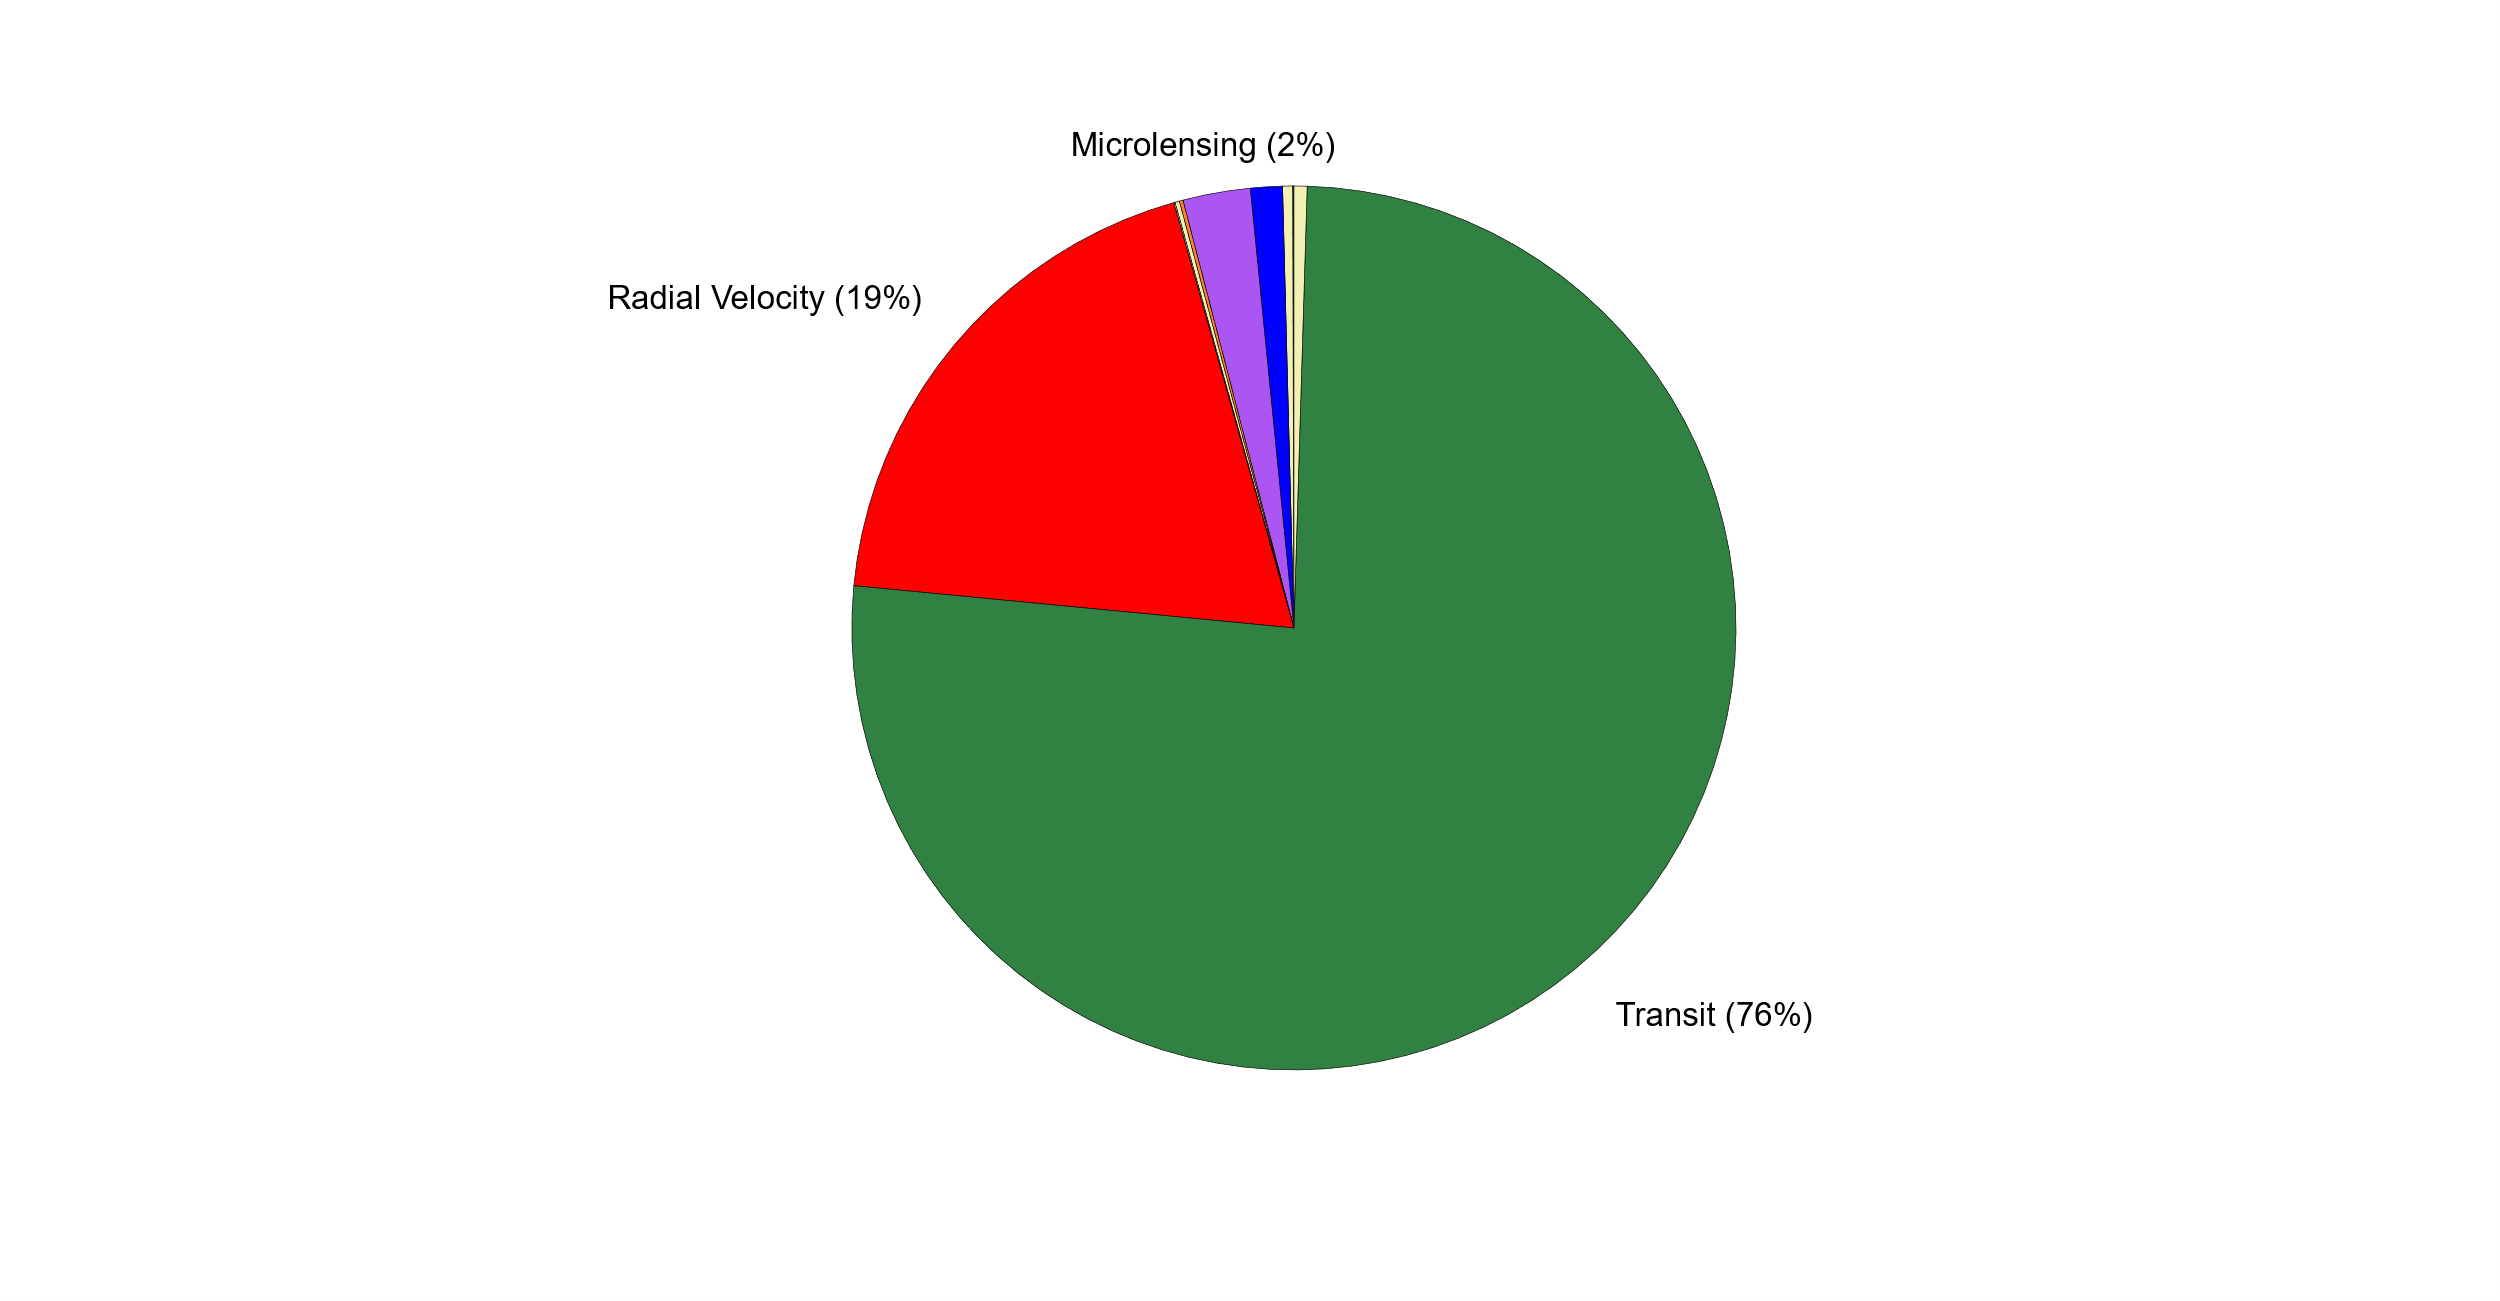 Microlensing (2%)
Radial Velocity (19%)
Transit (76%)